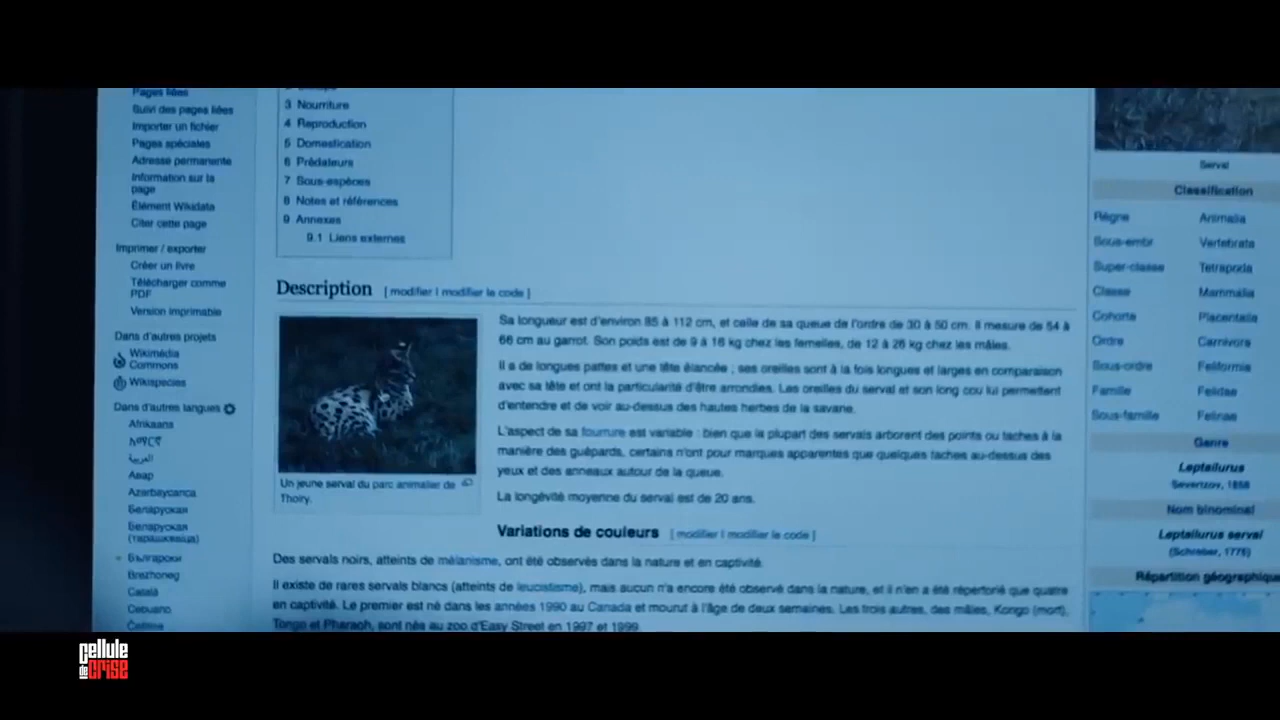 Pages liées
Suivi des pages liées
Importer un fichier
Pages spéciales
Adresse permanente
Information sur la
page
Élément Wikidata
Citer cette page
Imprimer / exporter
Créer un livre
Télécharger comme
PDF
Version imprimable
Dans d'autres projets
Wikimédia
Commons
Wikispecies
Dans d'autres langues
Afrikaans
አማርኛ
العربية
Авар
Azərbaycanca
Беларуская
Беларуская
(тарашкевіца)
Български
Brezhoneg
Català
Cebuano
Čeština
3 Nourriture
4 Reproduction
5 Domestication
6 Prédateurs
7 Sous-espèces
8 Notes et références
9 Annexes
9.1 Liens externes
Description [ modifier | modifier le code ]
Un jeune serval du parc animalier de
Thoiry.
Sa longueur est d'environ 85 à 112 cm, et celle de sa queue de l'ordre de 30 à 50 cm. Il mesure de 54 à
66 cm au garrot. Son poids est de 9 à 16 kg chez les femelles, de 12 à 26 kg chez les mâles.
Il a de longues pattes et une tête élancée ; ses oreilles sont à la fois longues et larges en comparaison
avec sa tête et ont la particularité d'être arrondies. Les oreilles du serval et son long cou lui permettent
d'entendre et de voir au-dessus des hautes herbes de la savane.
L'aspect de sa fourrure est variable : bien que la plupart des servals arborent des points ou taches à la
manière des guépards, certains n'ont pour marques apparentes que quelques taches au-dessus des
yeux et des anneaux autour de la queue.
La longévité moyenne du serval est de 20 ans.
Variations de couleurs [ modifier | modifier le code ]
Des servals noirs, atteints de mélanisme, ont été observés dans la nature et en captivité.
Il existe de rares servals blancs (atteints de leucistisme), mais aucun n'a encore été observé dans la nature, et il n'en a été répertorié que quatre
en captivité. Le premier est né dans les années 1990 au Canada et mourut à l'âge de deux semaines. Les trois autres, des mâles, Kongo (mort),
Tongo et Pharaoh, sont nés au zoo d'Easy Street en 1997 et 1999.
Serval
Classification
Règne Animalia
Sous-embr. Vertebrata
Super-classe Tetrapoda
Classe Mammalia
Cohorte Placentalia
Ordre Carnivora
Sous-ordre Feliformia
Famille Felidae
Sous-famille Felinae
Genre
Leptailurus
Severtzov, 1858
Nom binominal
Leptailurus serval
(Schreber, 1776)
Répartition géographique
cellule
de crise